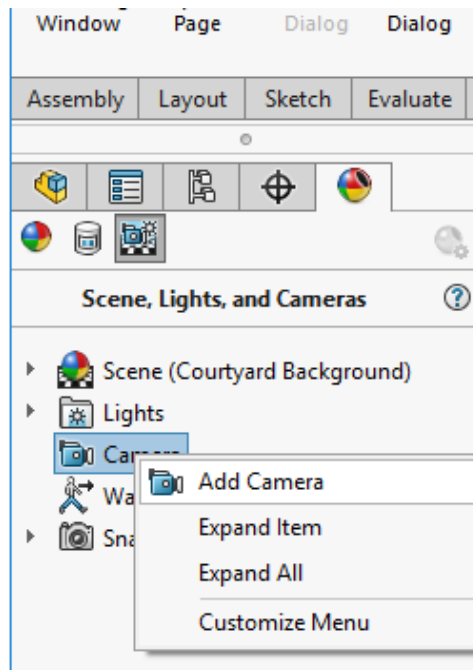 Window Page Dialog Dialog
Assembly Layout Sketch Evaluate
Scene, Lights, and Cameras ?
Scene (Courtyard Background)
Lights
Add Camera
Expand Item
Expand All
Customize Menu